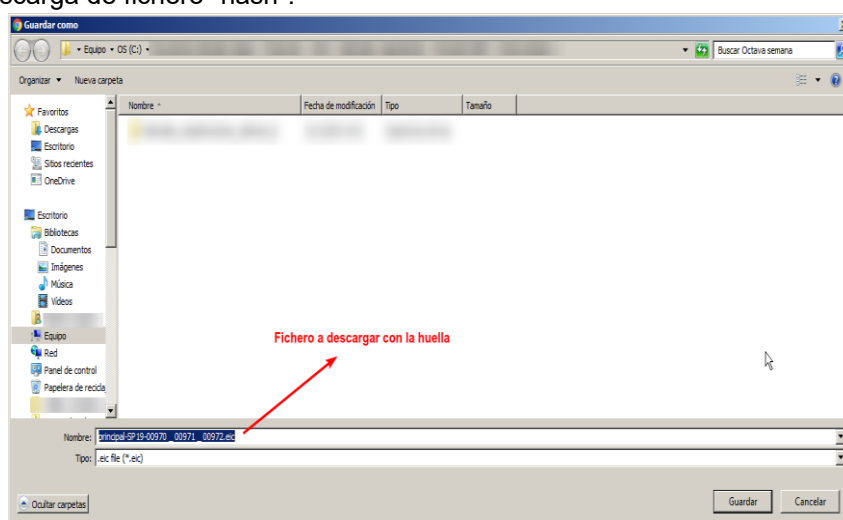 scarga de fichero "hash".
Guardar como
Equipo OS (C:)
Buscar Octava semana
Organizar Nueva carpeta
Nombre Fecha de modificación Tipo Tamaño
Favoritos
Descargas
Escritorio
Sitios recientes
OneDrive
Escritorio
Bibliotecas
Documentos
Imágenes
Música
Vídeos
Equipo
Red
Panel de control
Papelera de recicla
Fichero a descargar con la huella
Nombre: principal-SP19-00970 _00971 _00972.eic
Tipo: .eic file (*.eic)
Ocultar carpetas Guardar Cancelar